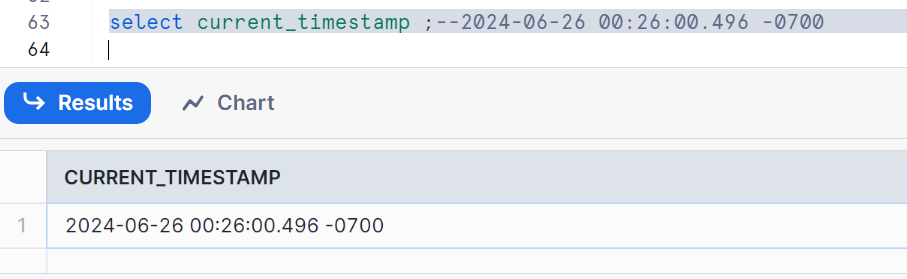 63 select current_timestamp ;--2024-06-26 00:26:00.496 -0700
64
Results Chart
CURRENT_TIMESTAMP
1 2024-06-26 00:26:00.496 -0700